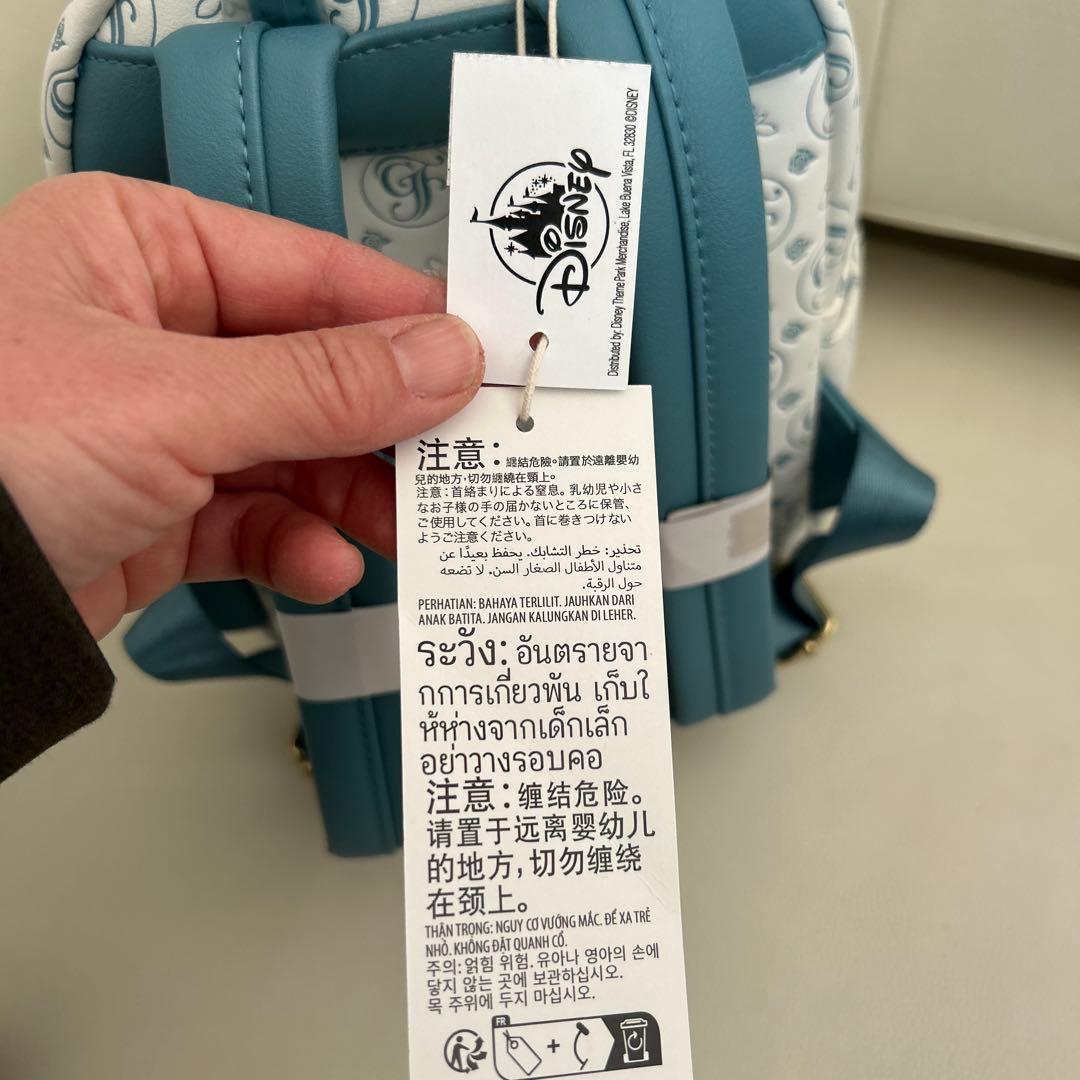 Disney
Distributed by: Disney Theme Park Merchandise, Lake Buena Vista, FL 32830 ©DISNEY
注意：纏結危險。請置於遠離嬰幼
兒的地方，切勿纏繞在頸上。
注意：首絡まりによる窒息。乳幼児や小さ
なお子様の手の届かないところに保管、
ご使用してください。首に巻きつけない
ようご注意ください。
تحذير: خطر التشابك. يحفظ بعيدًا عن
متناول الأطفال الصغار السن. لا تضعه
حول الرقبة.
PERHATIAN: BAHAYA TERLILIT. JAUHKAN DARI
ANAK BATITA. JANGAN KALUNGKAN DI LEHER.
ระวัง: อันตรายจา
กการเกี่ยวพัน เก็บใ
ห้ห่างจากเด็กเล็ก
อย่าวางรอบคอ
注意：缠结危险。
请置于远离婴幼儿
的地方，切勿缠绕
在颈上。
THẬN TRỌNG: NGUY CƠ VƯỚNG MẮC. ĐỂ XA TRẺ
NHỎ. KHÔNG ĐẶT QUANH CỔ.
주의: 얽힘 위험. 유아나 영아의 손에
닿지 않는 곳에 보관하십시오.
목 주위에 두지 마십시오.
FR
+